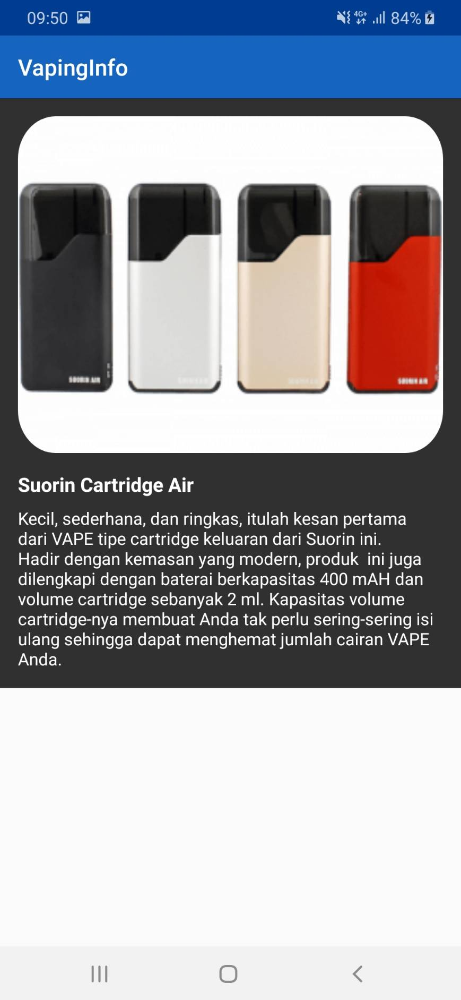 09:50 4G+ 84%
VapingInfo
SUORIN AIR SUORIN AIR
Suorin Cartridge Air
Kecil, sederhana, dan ringkas, itulah kesan pertama
dari VAPE tipe cartridge keluaran dari Suorin ini.
Hadir dengan kemasan yang modern, produk  ini juga
dilengkapi dengan baterai berkapasitas 400 mAH dan
volume cartridge sebanyak 2 ml. Kapasitas volume
cartridge-nya membuat Anda tak perlu sering-sering isi
ulang sehingga dapat menghemat jumlah cairan VAPE
Anda.